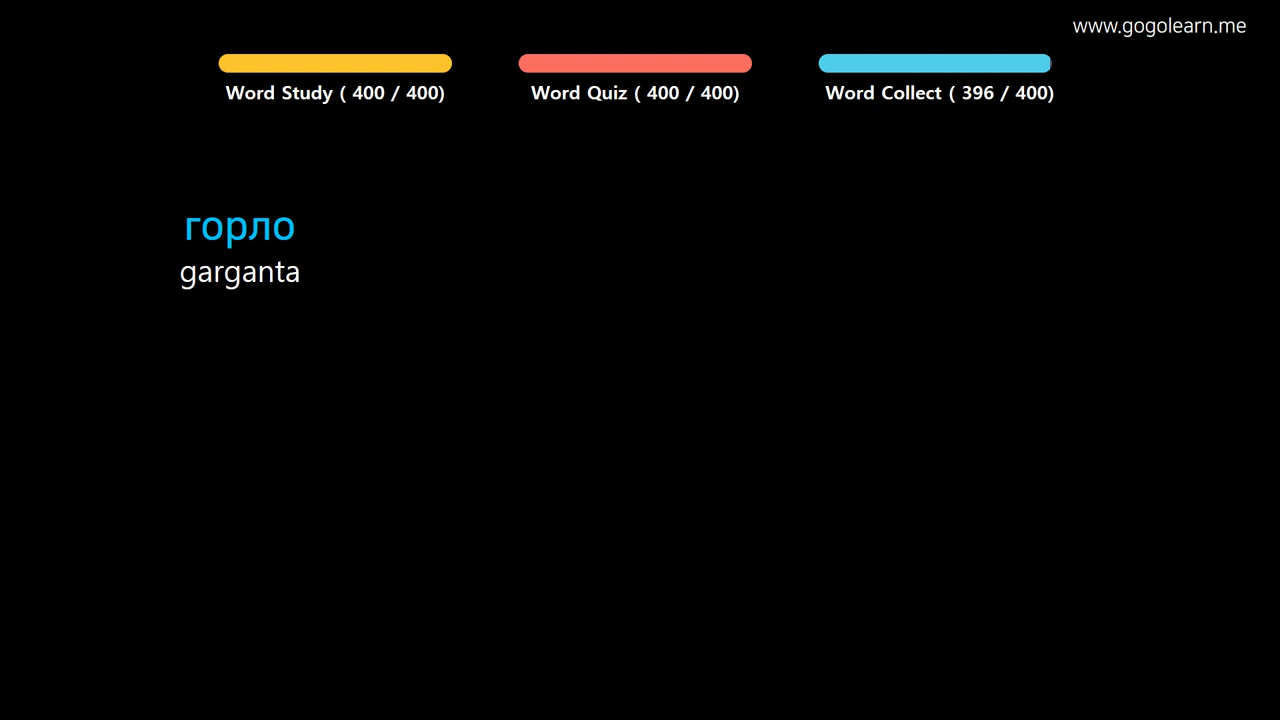 www.gogolearn.me
Word Study ( 400 / 400)
Word Quiz ( 400 / 400)
Word Collect ( 396 / 400)
горло
garganta